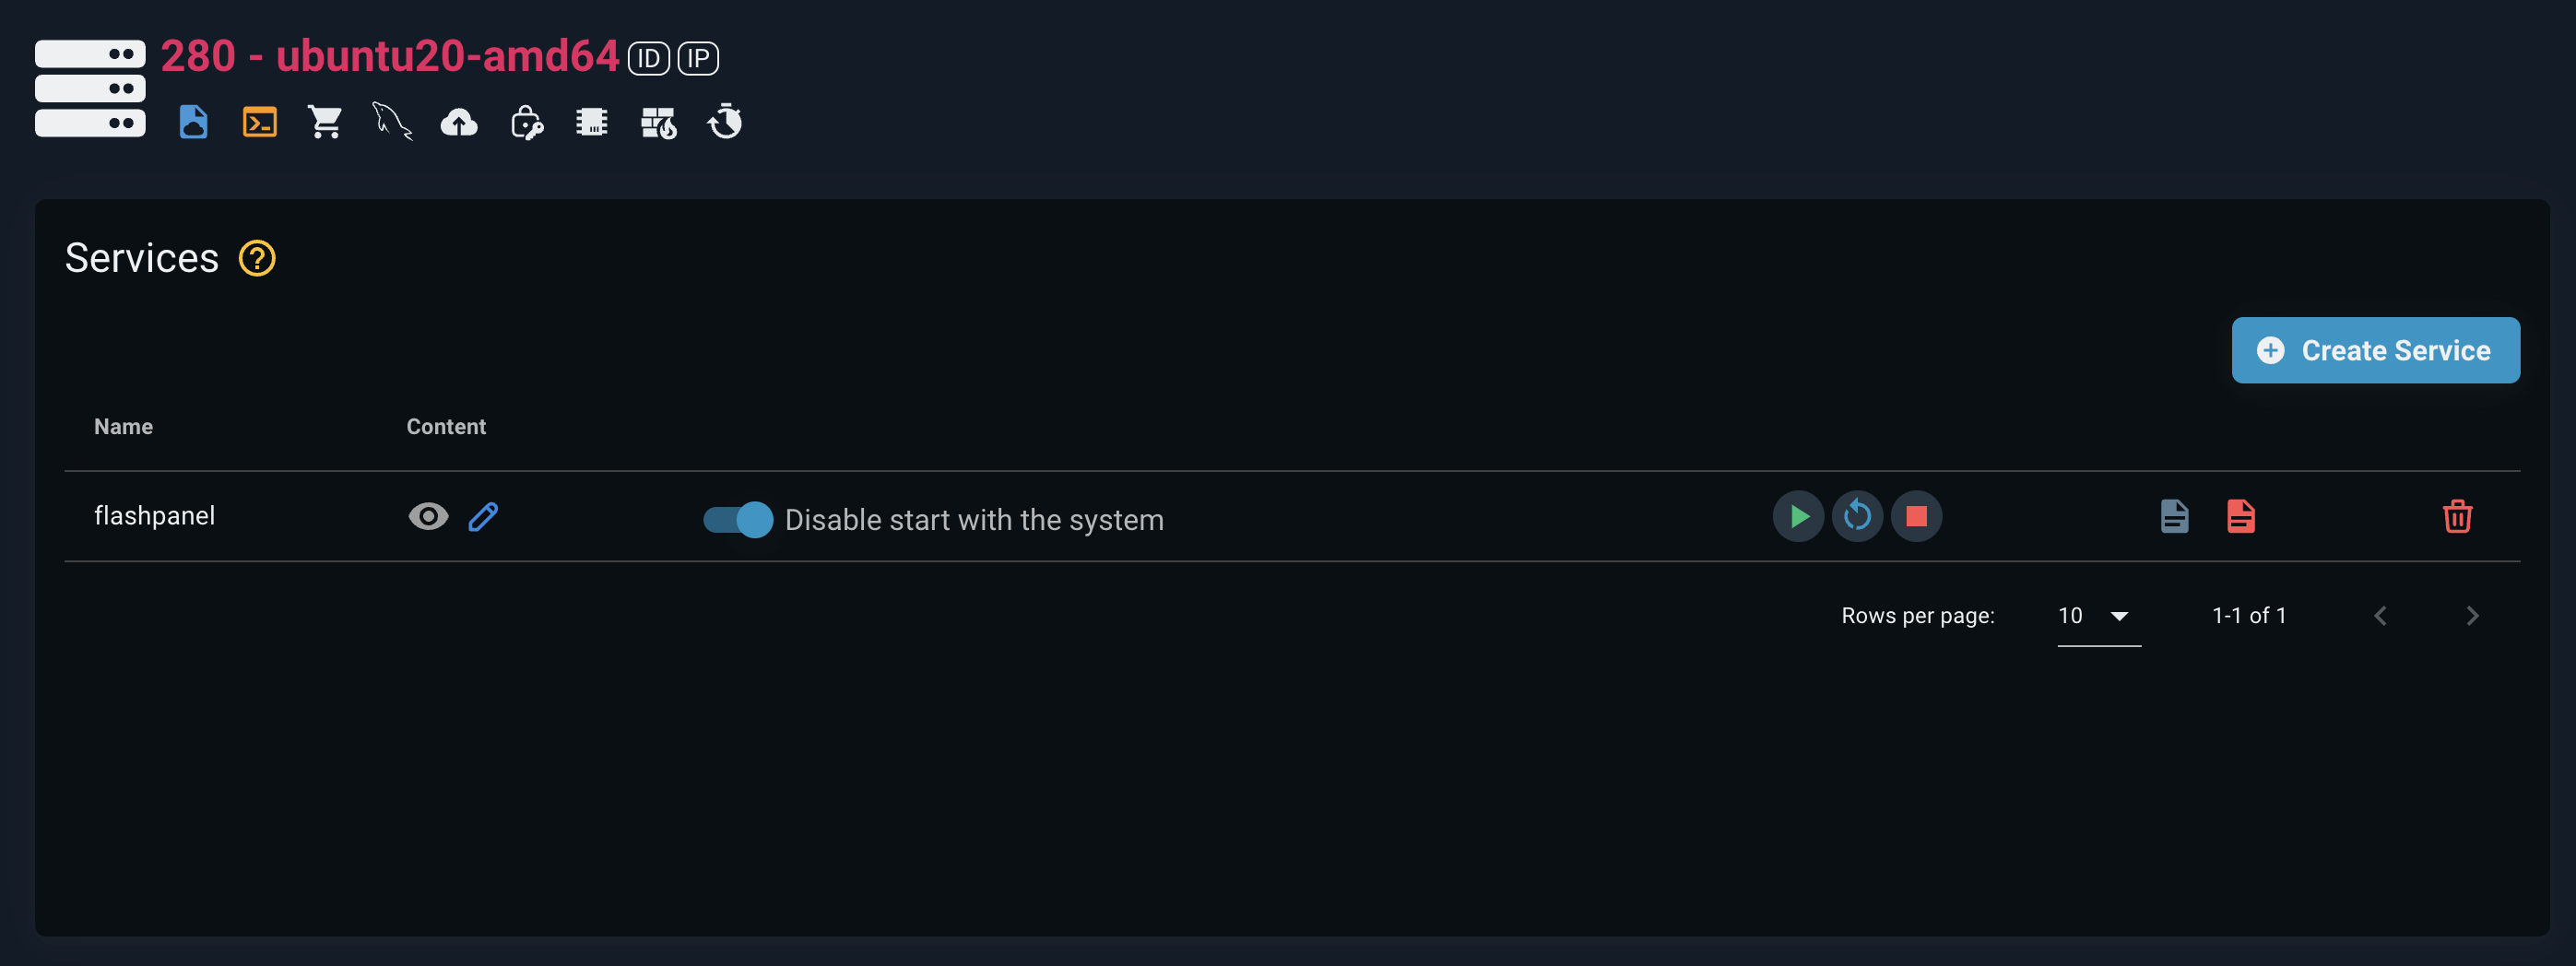 280 - ubuntu20-amd64 ID IP
Services
Create Service
Name Content
flashpanel Disable start with the system
Rows per page: 10 1-1 of 1